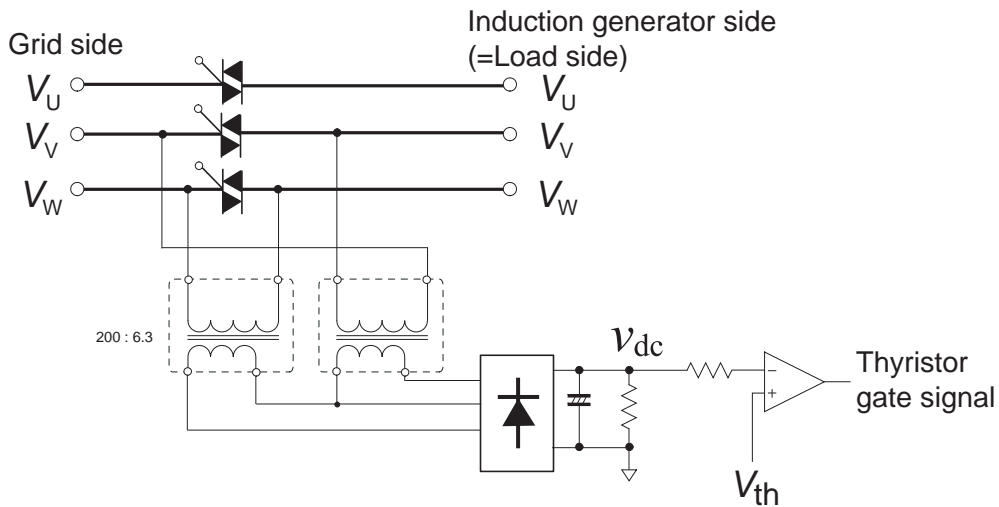 Grid side
Induction generator side
(=Load side)
VU
VU
VV
VV
VW
VW
200 : 6.3
vdc
−
+
Thyristor
gate signal
Vth